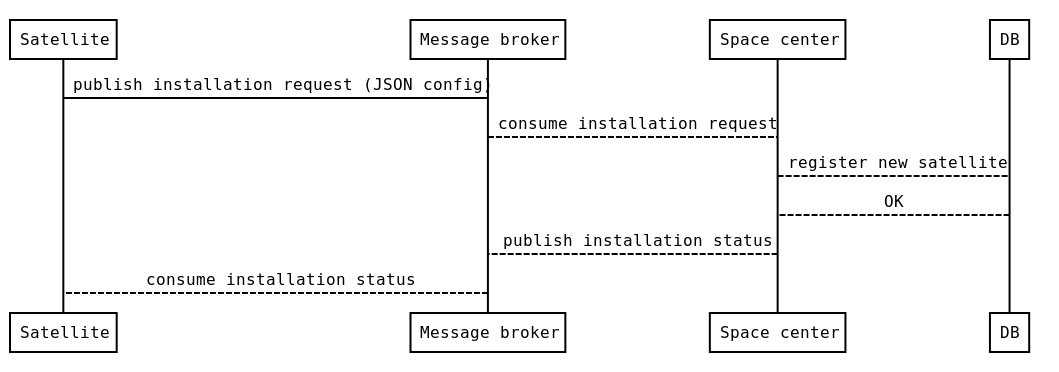 Satellite
Message broker
Space center
DB
publish installation request (JSON config)
consume installation request
register new satellite
OK
publish installation status
consume installation status
Satellite
Message broker
Space center
DB